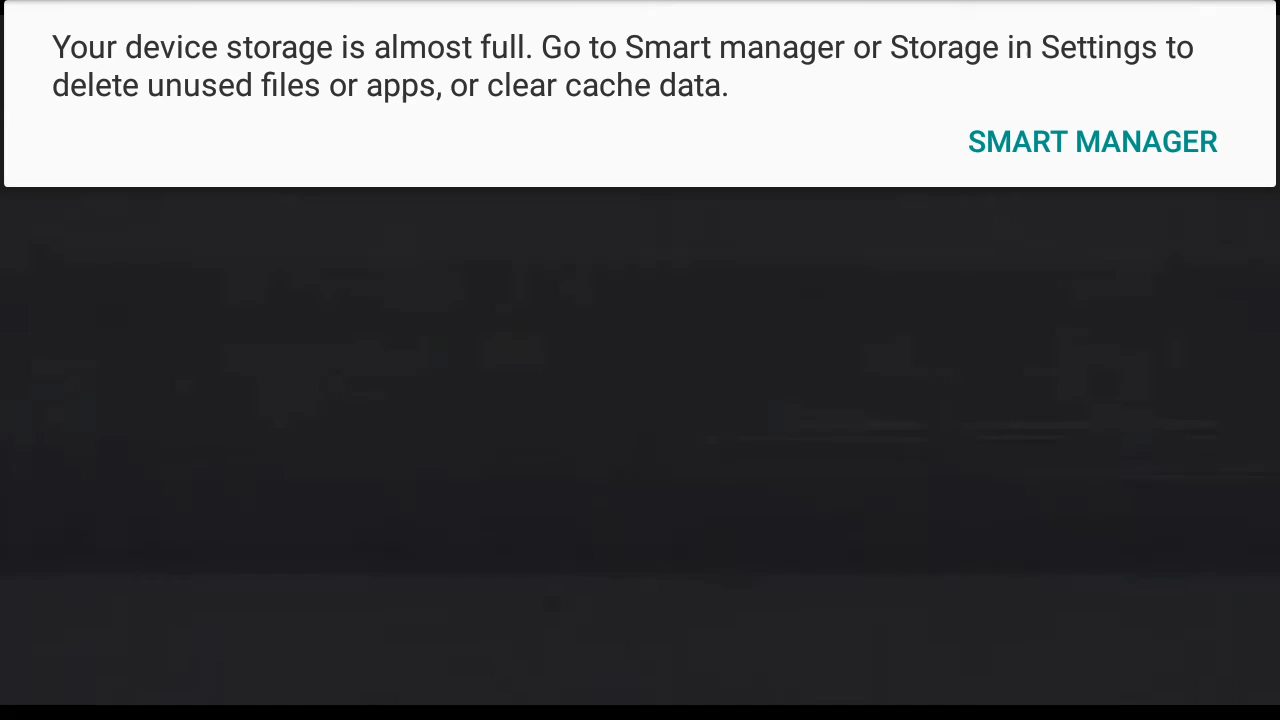 Your device storage is almost full. Go to Smart manager or Storage in Settings to
delete unused files or apps, or clear cache data.
SMART MANAGER